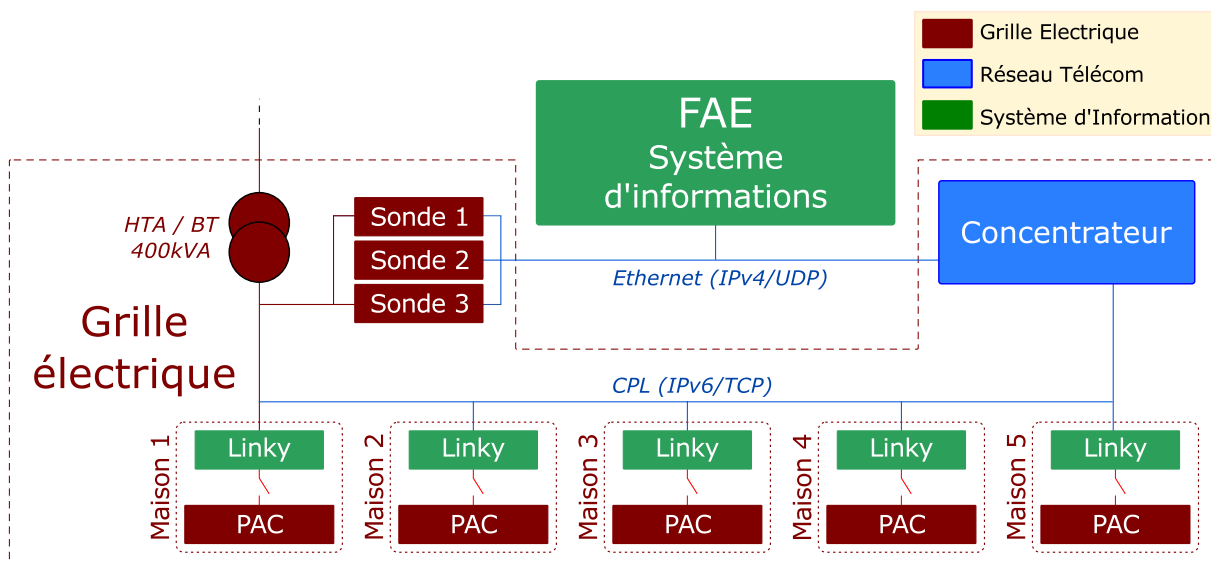 Grille Electrique
Réseau Télécom
Système d'Information
FAE
Système
d'informations
HTA / BT
400kVA
Sonde 1
Sonde 2
Sonde 3
Concentrateur
Ethernet (IPv4/UDP)
Grille
électrique
CPL (IPv6/TCP)
Maison 1
Linky
PAC
Maison 2
Linky
PAC
Maison 3
Linky
PAC
Maison 4
Linky
PAC
Maison 5
Linky
PAC